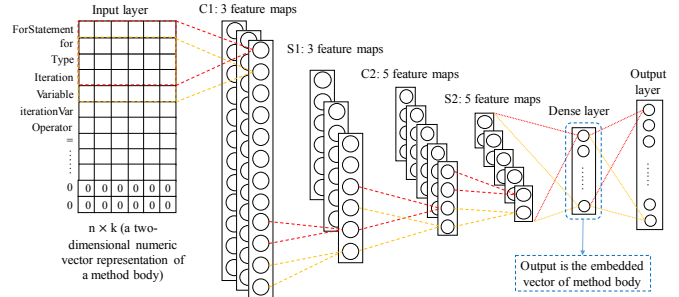 Input layer
C1: 3 feature maps
S1: 3 feature maps
C2: 5 feature maps
S2: 5 feature maps
Dense layer
Output
layer
ForStatement
for
Type
Iteration
Variable
iterationVar
Operator
=
......
0 0 0 0 0 0 0
0 0 0 0 0 0 0
n × k (a two-
dimensional numeric
vector representation of
a method body)
......
......
Output is the embedded
vector of method body